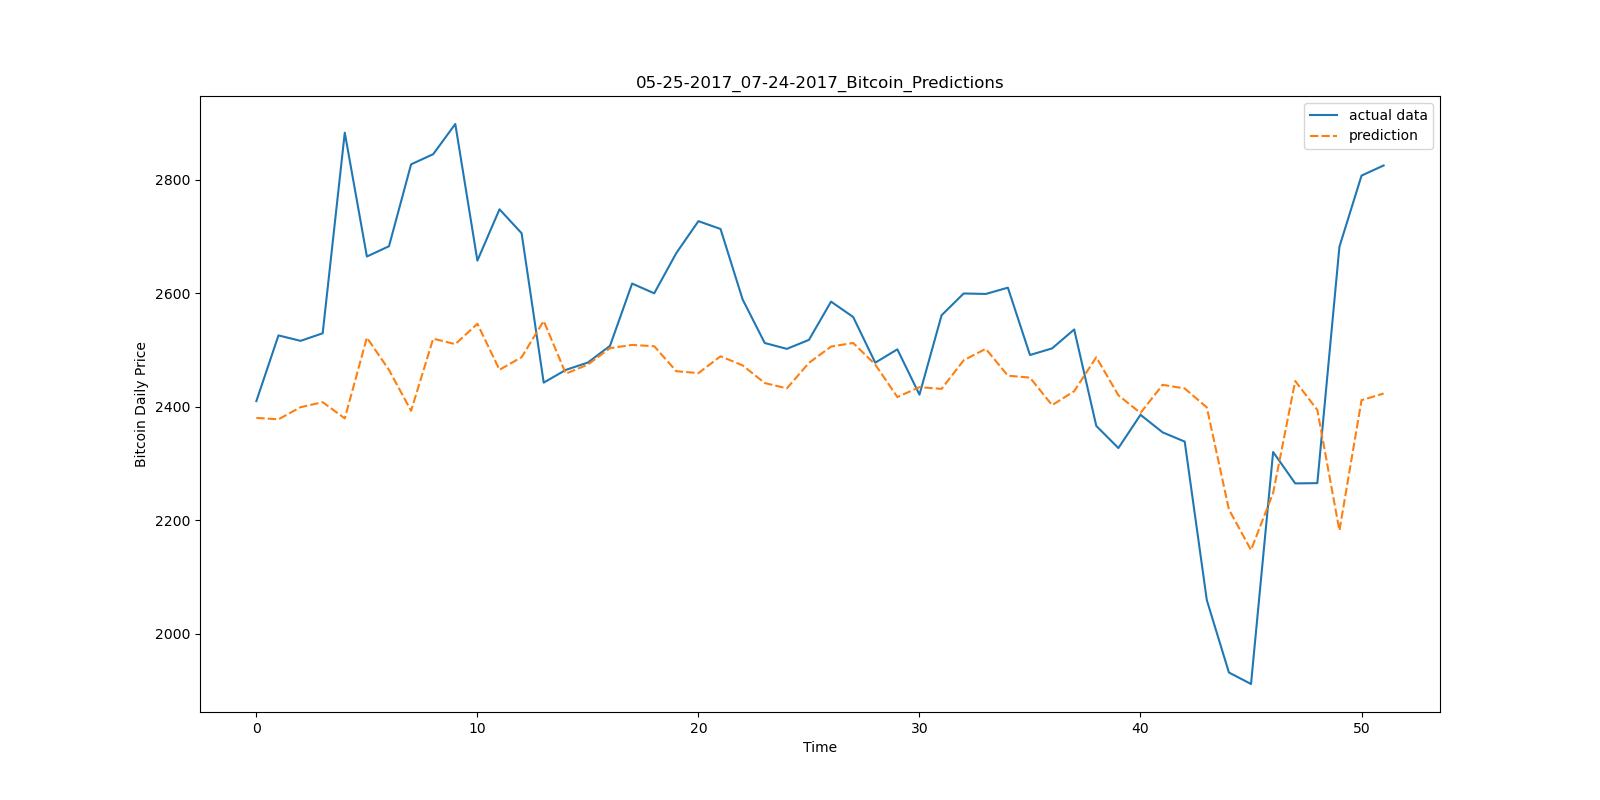 05-25-2017_07-24-2017_Bitcoin_Predictions
actual data
prediction
Bitcoin Daily Price
2800
2600
2400
2200
2000
0 10 20 30 40 50
Time